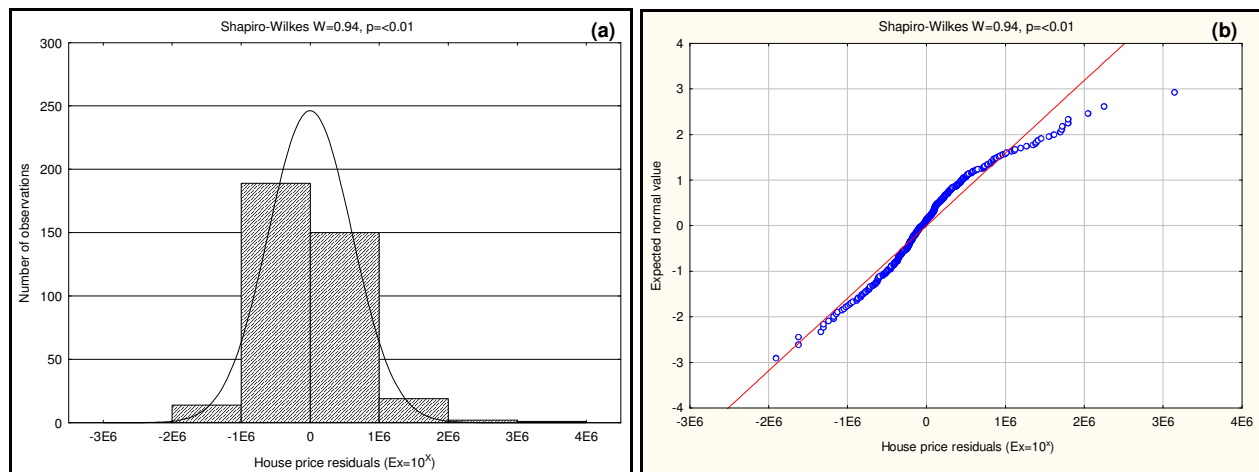 Shapiro-Wilkes W=0.94, p=<0.01
(a)
Number of observations
300
250
200
150
100
50
0
-3E6 -2E6 -1E6 0 1E6 2E6 3E6 4E6
House price residuals (Ex=10^X)
Shapiro-Wilkes W=0.94, p=<0.01
(b)
Expected normal value
4
3
2
1
0
-1
-2
-3
-4
-3E6 -2E6 -1E6 0 1E6 2E6 3E6 4E6
House price residuals (Ex=10^x)